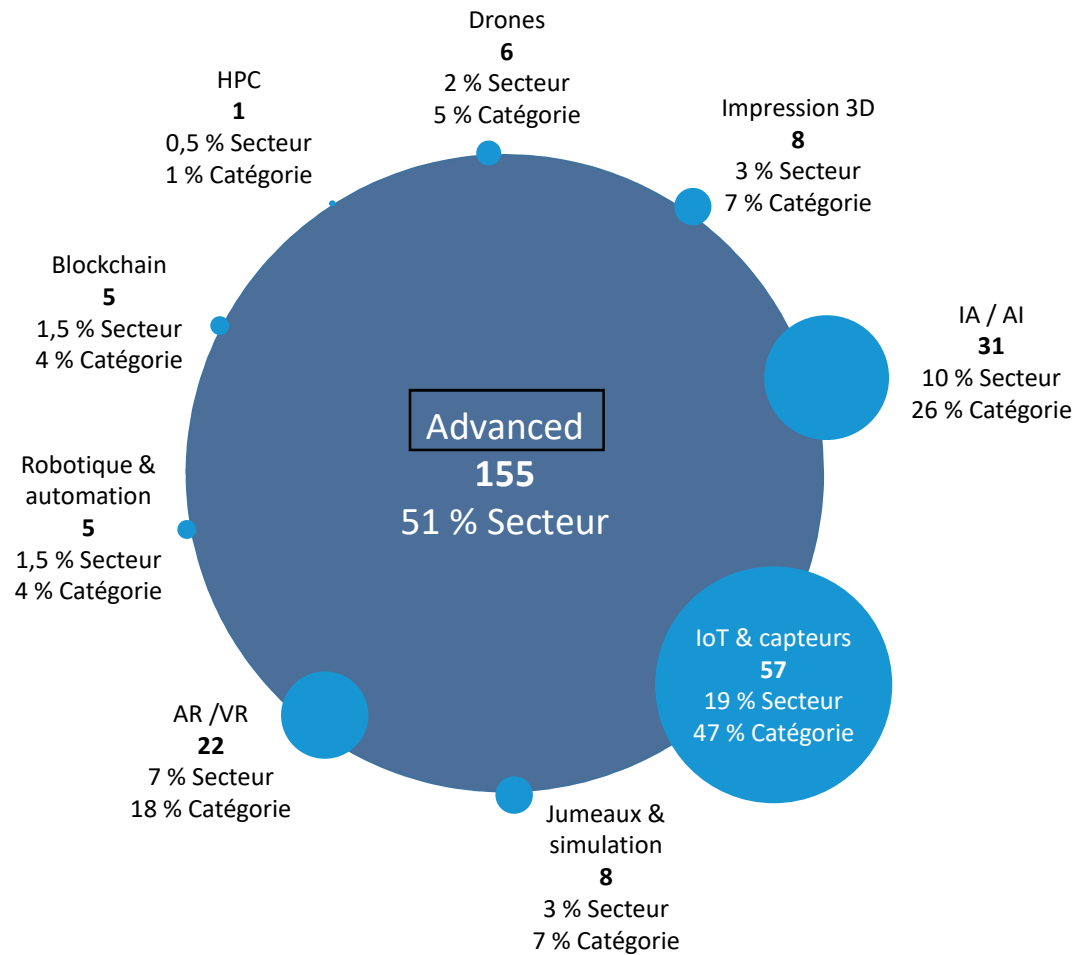 Drones
6
2 % Secteur
5 % Catégorie
HPC
1
0,5 % Secteur
1 % Catégorie
Impression 3D
8
3 % Secteur
7 % Catégorie
Blockchain
5
1,5 % Secteur
4 % Catégorie
IA / AI
31
10 % Secteur
26 % Catégorie
Advanced
155
51 % Secteur
Robotique &
automation
5
1,5 % Secteur
4 % Catégorie
IoT & capteurs
57
19 % Secteur
47 % Catégorie
AR /VR
22
7 % Secteur
18 % Catégorie
Jumeaux &
simulation
8
3 % Secteur
7 % Catégorie